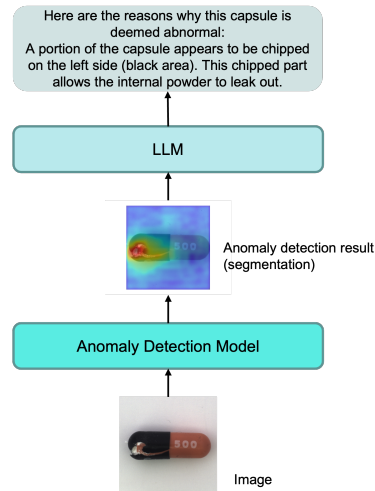 Here are the reasons why this capsule is
deemed abnormal:
A portion of the capsule appears to be chipped
on the left side (black area). This chipped part
allows the internal powder to leak out.
LLM
500
Anomaly detection result
(segmentation)
Anomaly Detection Model
500
Image